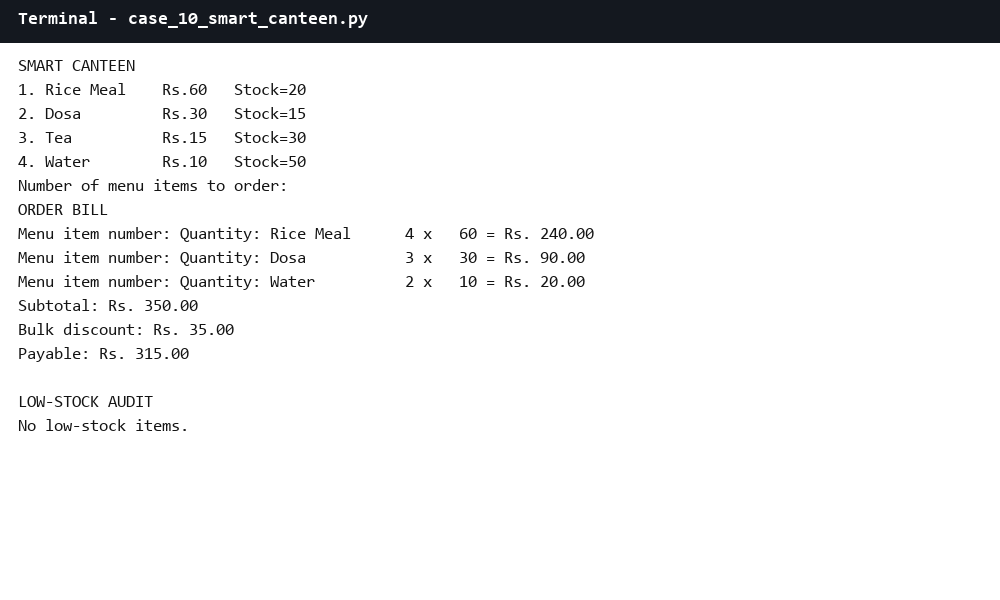 Terminal - case_10_smart_canteen.py
SMART CANTEEN
1. Rice Meal    Rs.60   Stock=20
2. Dosa         Rs.30   Stock=15
3. Tea          Rs.15   Stock=30
4. Water        Rs.10   Stock=50
Number of menu items to order:
ORDER BILL
Menu item number: Quantity: Rice Meal      4 x   60 = Rs. 240.00
Menu item number: Quantity: Dosa           3 x   30 = Rs. 90.00
Menu item number: Quantity: Water          2 x   10 = Rs. 20.00
Subtotal: Rs. 350.00
Bulk discount: Rs. 35.00
Payable: Rs. 315.00

LOW-STOCK AUDIT
No low-stock items.